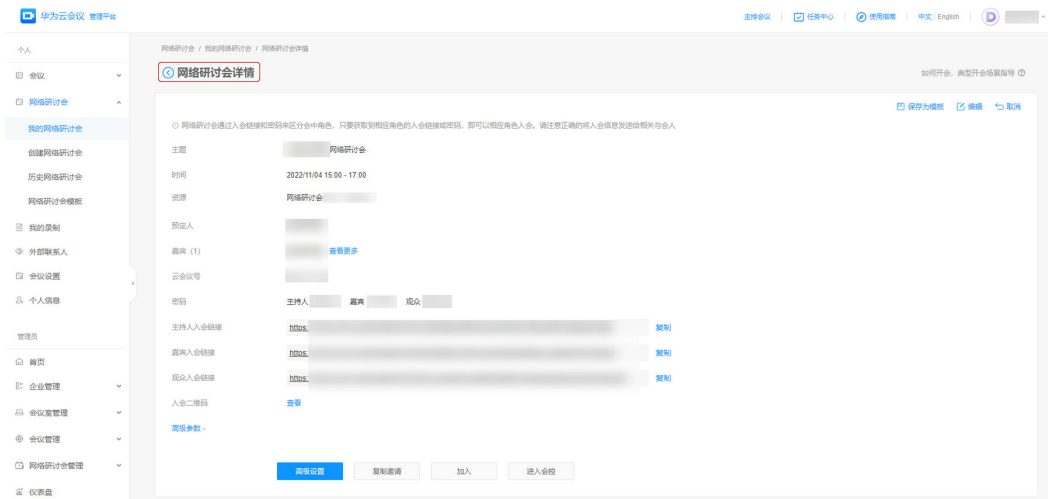 华为云会议 管理平台
主持会议 任务中心 使用指南 中文 | English
个人
会议
网络研讨会
我的网络研讨会
创建网络研讨会
历史网络研讨会
网络研讨会模板
我的录制
外部联系人
会议设置
个人信息
管理员
首页
企业管理
会议室管理
会议管理
网络研讨会管理
仪表盘
网络研讨会 / 我的网络研讨会 / 网络研讨会详情
网络研讨会详情
如何开会、典型开会场景指导
保存为模板 编辑 取消
网络研讨会通过入会链接和密码来区分会中角色，只要获取到相应角色的入会链接或密码，即可以相应角色入会。请注意正确的将入会信息发送给相关与会人
主题 网络研讨会
时间 2022/11/04 15:00 - 17:00
资源 网络研讨会
预定人
嘉宾 (1) 查看更多
云会议号
密码 主持人 嘉宾 观众
主持人入会链接 https: 复制
嘉宾入会链接 https: 复制
观众入会链接 https: 复制
入会二维码 查看
高级参数
高级设置 复制邀请 加入 进入会控